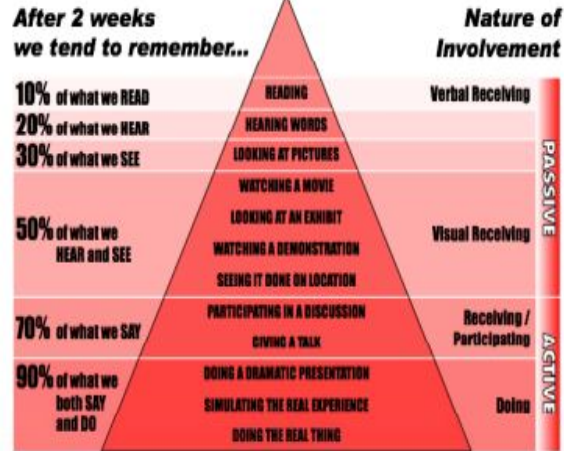 After 2 weeks
we tend to remember...
Nature of
Involvement
10% of what we READ
READING
Verbal Receiving
20% of what we HEAR
HEARING WORDS
30% of what we SEE
LOOKING AT PICTURES
50% of what we
HEAR and SEE
WATCHING A MOVIE
LOOKING AT AN EXHIBIT
WATCHING A DEMONSTRATION
SEEING IT DONE ON LOCATION
Visual Receiving
PASSIVE
70% of what we SAY
PARTICIPATING IN A DISCUSSION
GIVING A TALK
Receiving /
Participating
90% of what we
both SAY
and DO
DOING A DRAMATIC PRESENTATION
SIMULATING THE REAL EXPERIENCE
DOING THE REAL THING
Doing
ACTIVE